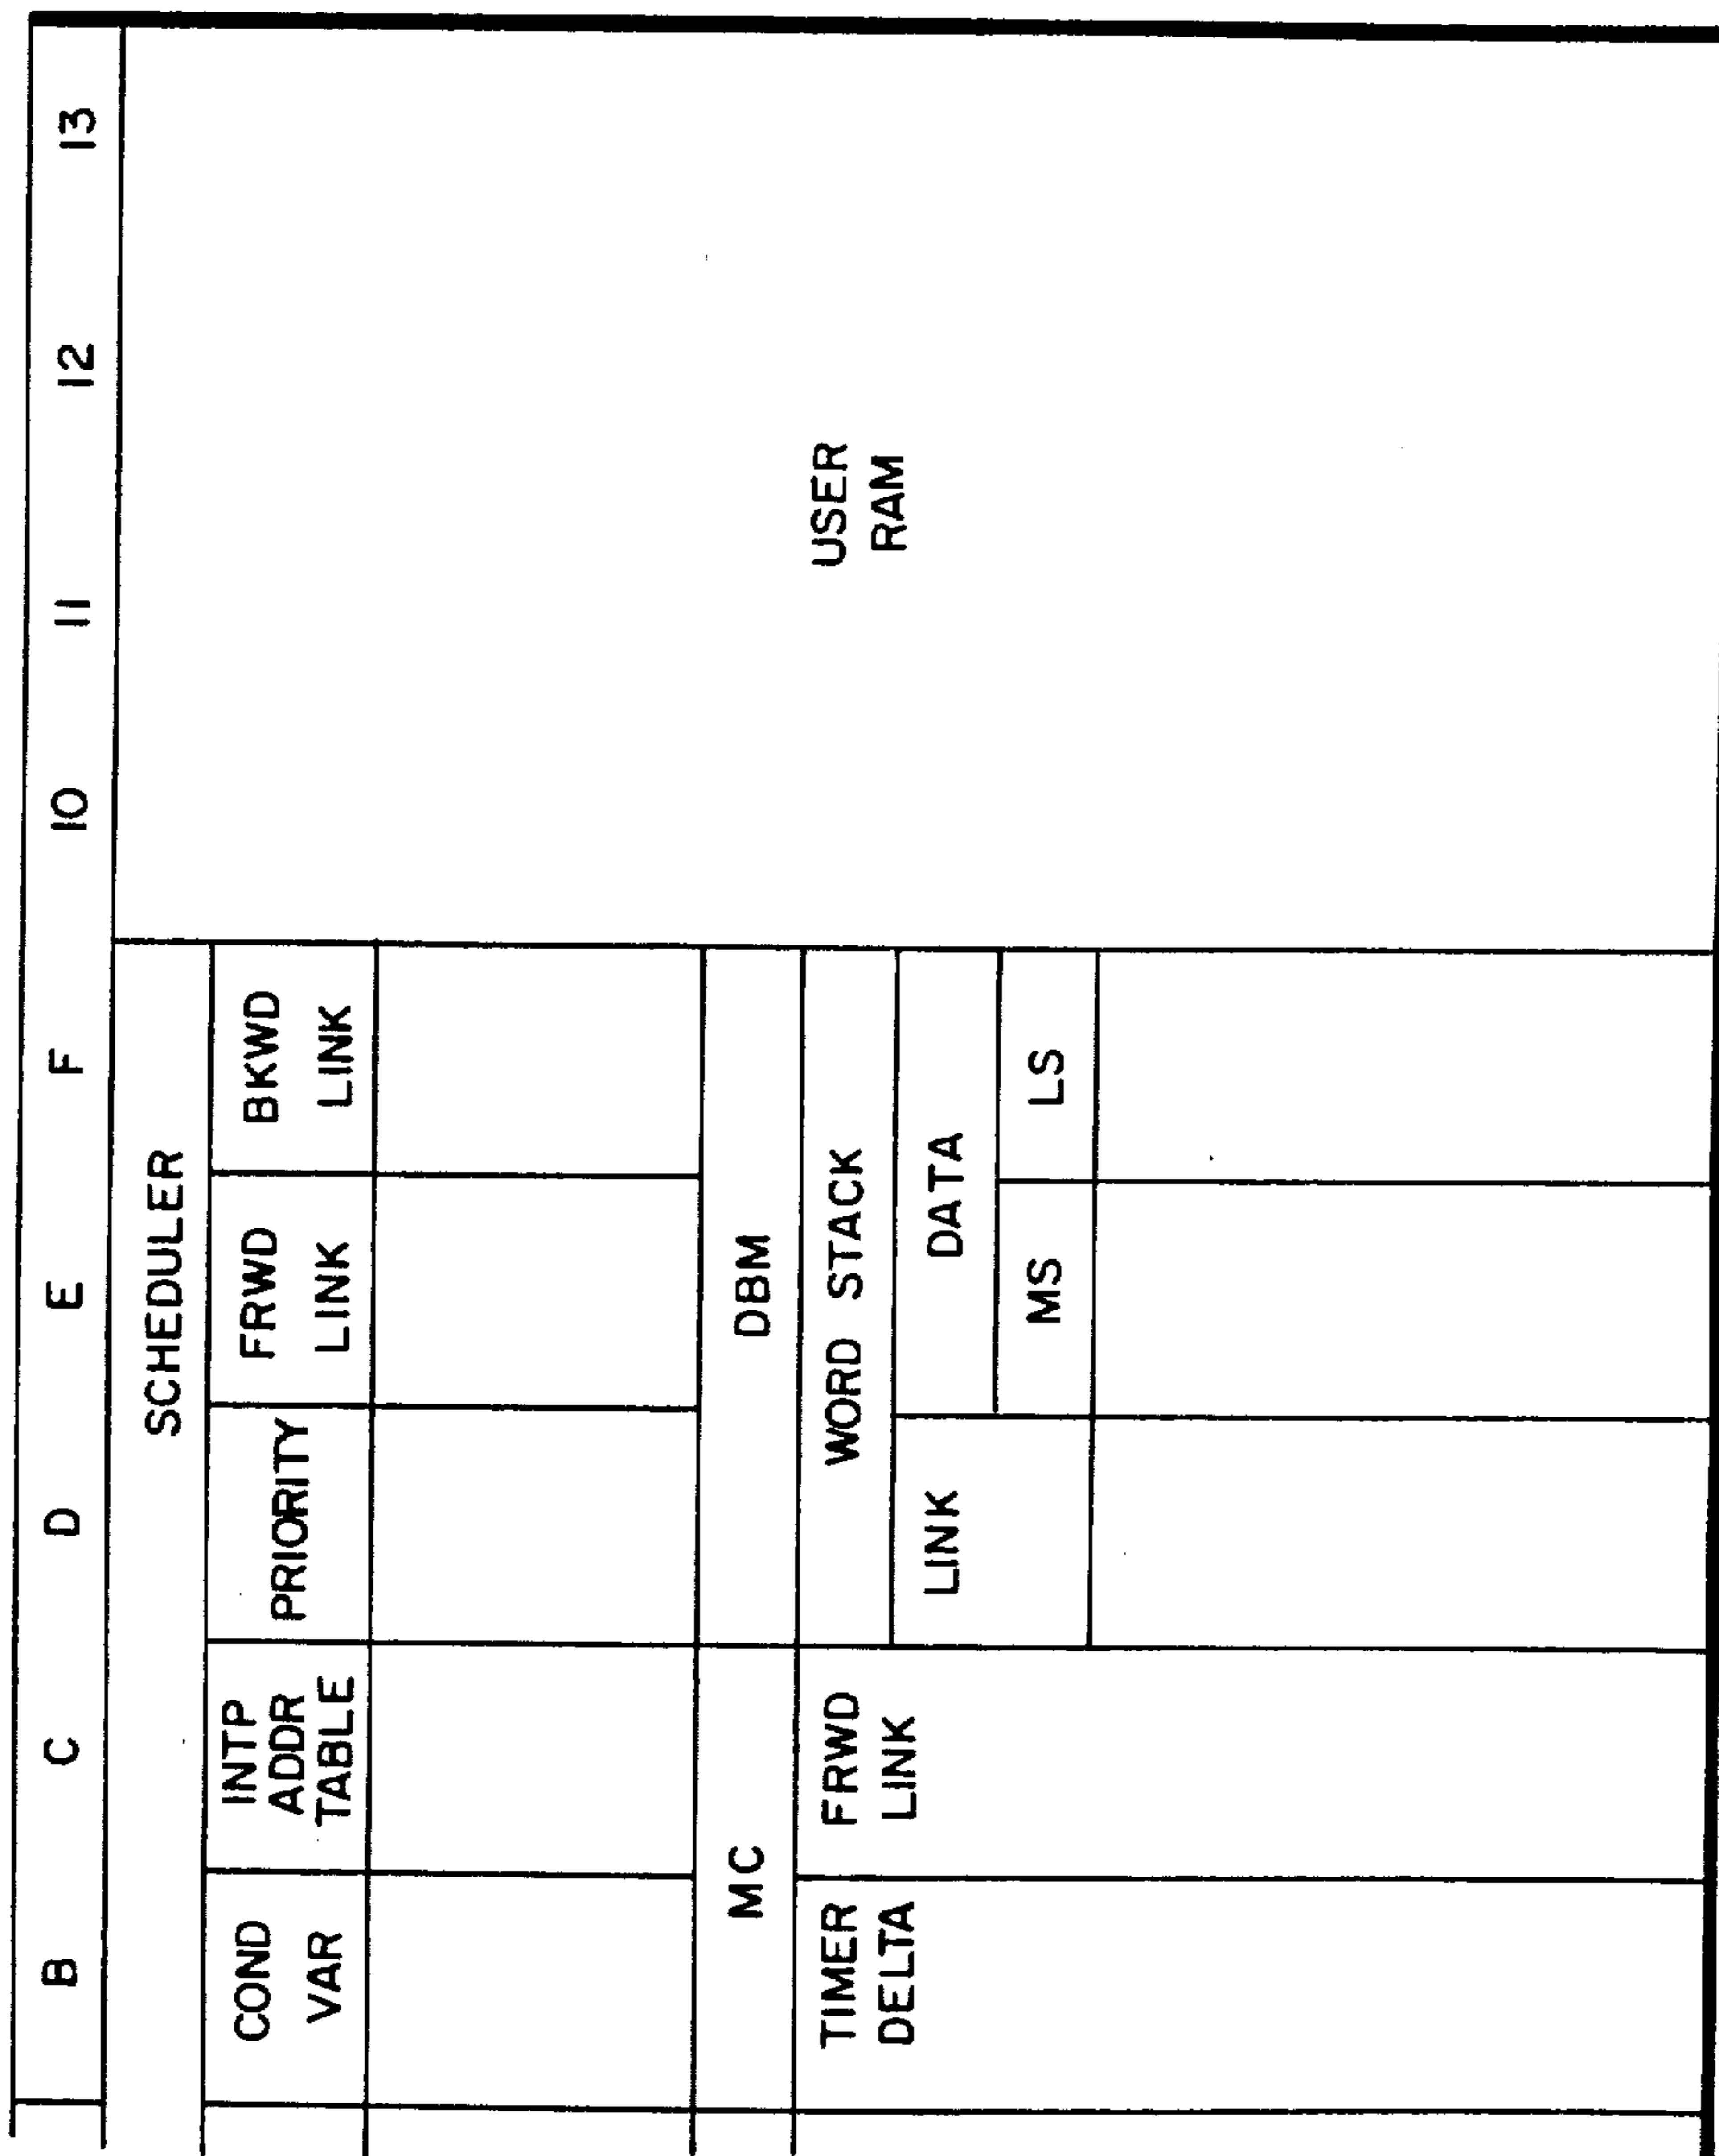 B C D E F 10 11 12 13
SCHEDULER
COND
VAR
INTP
ADDR
TABLE
PRIORITY
FRWD
LINK
BKWD
LINK
USER
RAM
MC
DBM
TIMER
DELTA
FRWD
LINK
WORD STACK
LINK
DATA
MS
LS